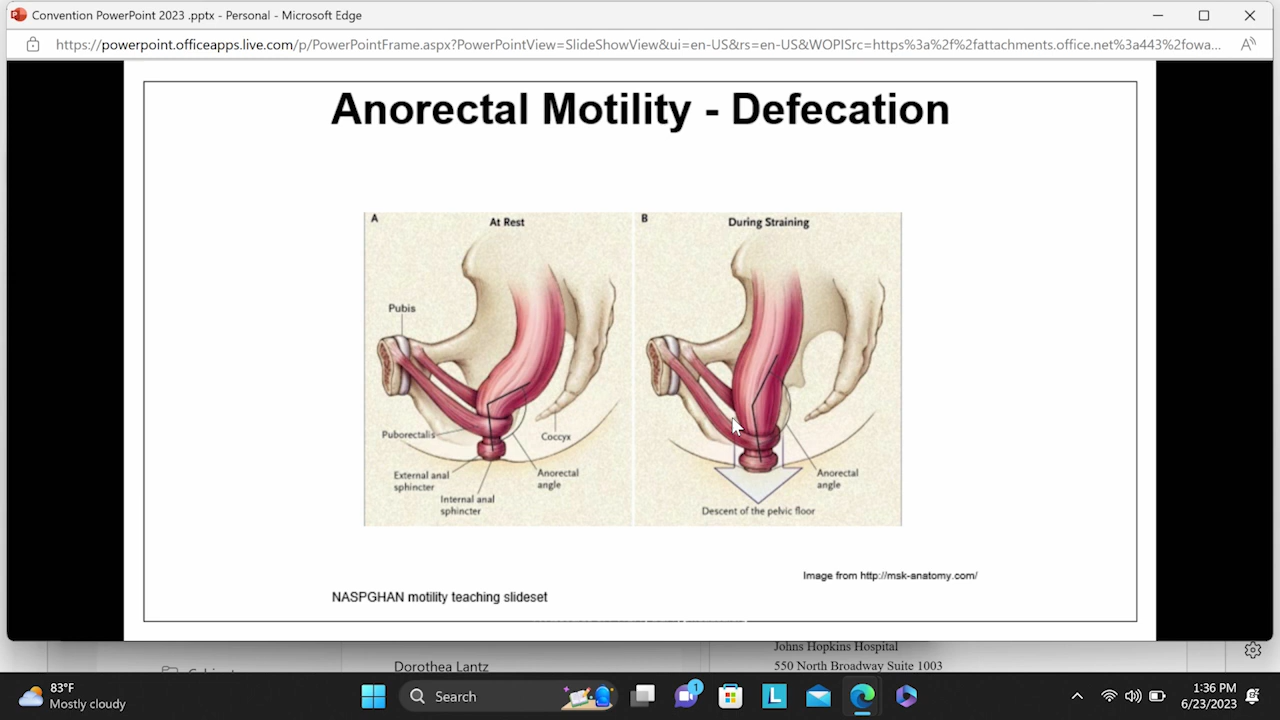 Convention PowerPoint 2023 .pptx - Personal - Microsoft Edge
https://powerpoint.officeapps.live.com/p/PowerPointFrame.aspx?PowerPointView=SlideShowView&ui=en-US&rs=en-US&WOPISrc=https%3a%2f%2fattachments.office.net%3a443%2fowa...
Anorectal Motility - Defecation
A
At Rest
Pubis
Puborectalis
Coccyx
External anal
sphincter
Internal anal
sphincter
Anorectal
angle
B
During Straining
Anorectal
angle
Descent of the pelvic floor
Image from http://msk-anatomy.com/
NASPGHAN motility teaching slideset
Johns Hopkins Hospital
Dorothea Lantz
550 North Broadway Suite 1003
83°F
Mostly cloudy
Search
1
L
1:36 PM
6/23/2023